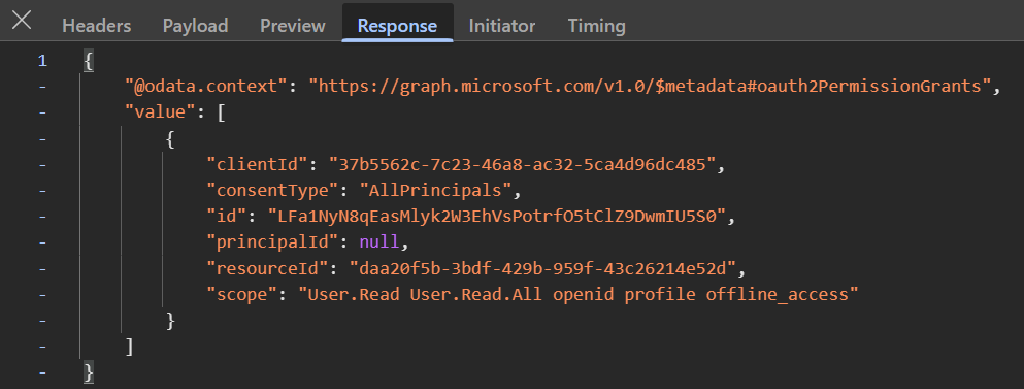 Headers Payload Preview Response Initiator Timing
1 {
- "@odata.context": "https://graph.microsoft.com/v1.0/$metadata#oauth2PermissionGrants",
- "value": [
- {
- "clientId": "37b5562c-7c23-46a8-ac32-5ca4d96dc485",
- "consentType": "AllPrincipals",
- "id": "LFa1NyN8qEasMlyk2W3EhVsPotrfO5tClZ9DwmIU5S0",
- "principalId": null,
- "resourceId": "daa20f5b-3bdf-429b-959f-43c26214e52d",
- "scope": "User.Read User.Read.All openid profile offline_access"
- }
- ]
- }